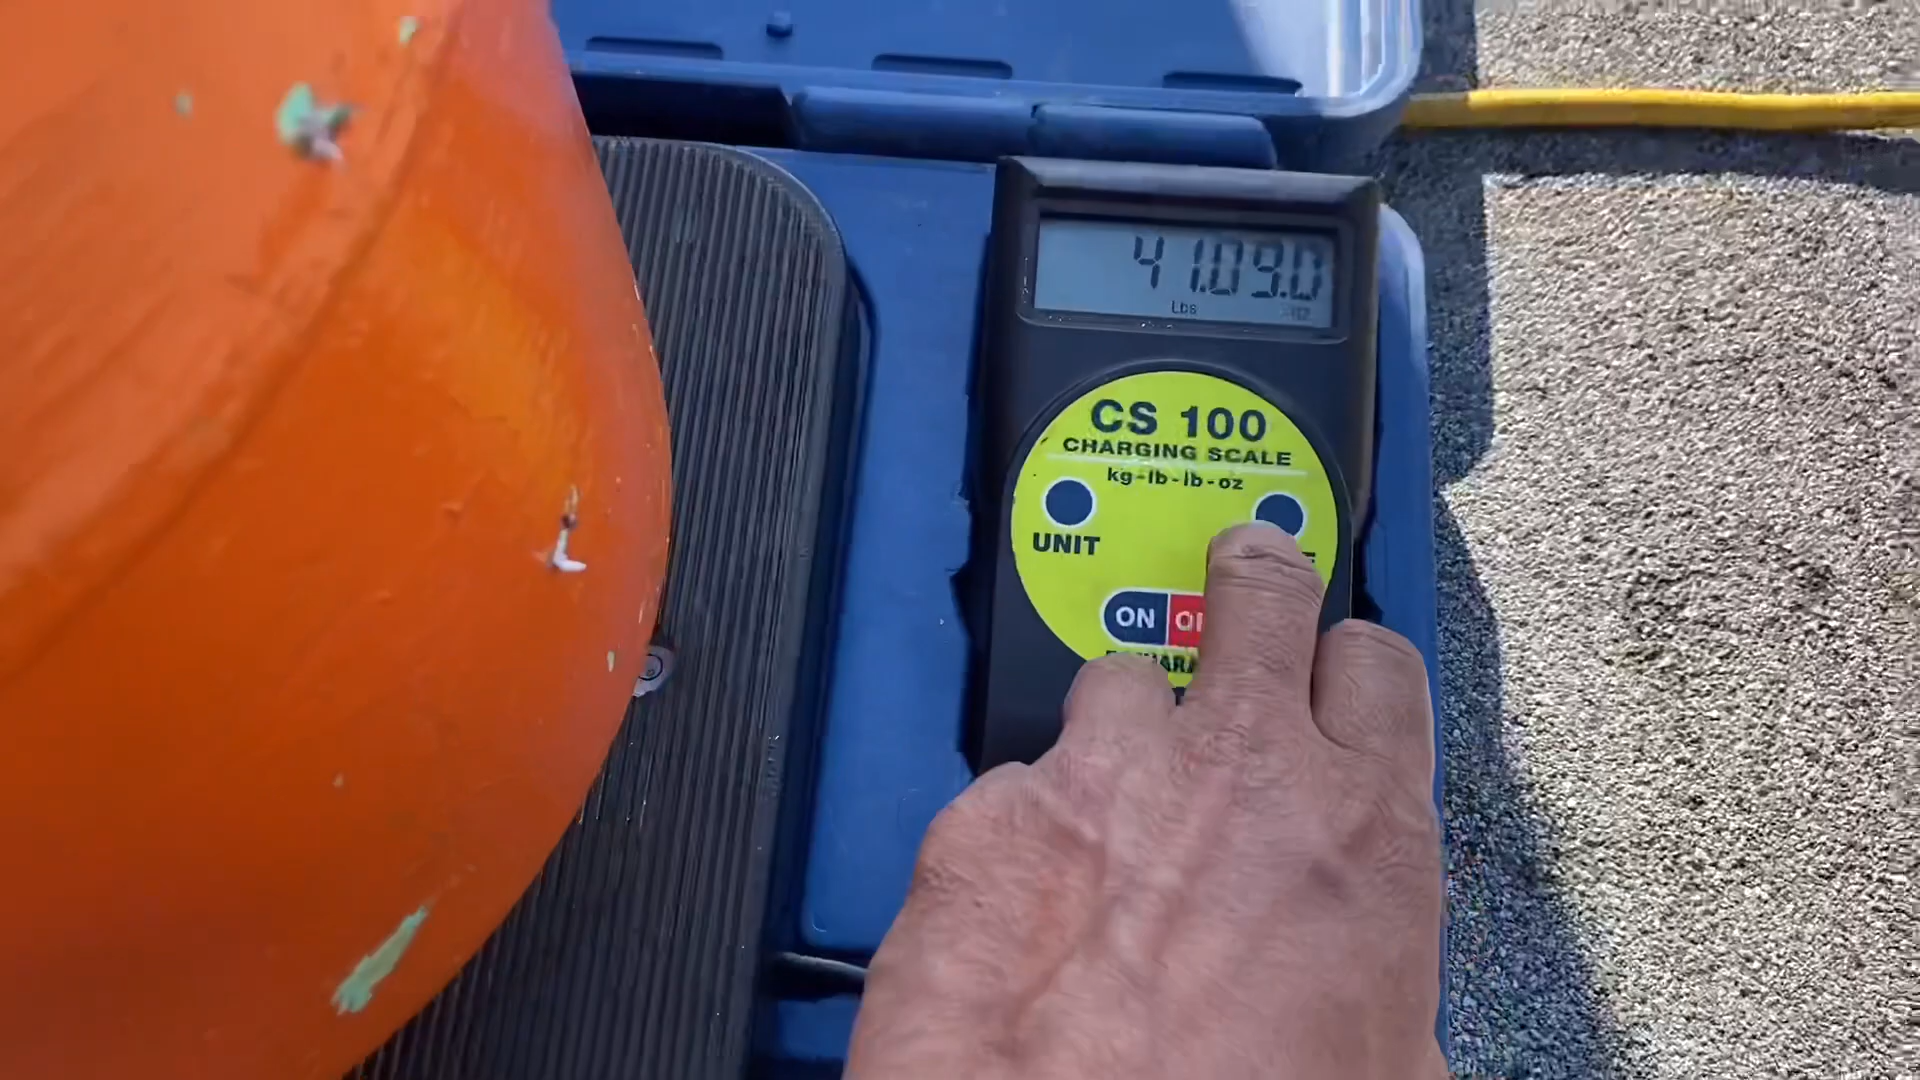 41.09.0
Lbs
CS 100
CHARGING SCALE
kg-lb-lb-oz
UNIT
ON